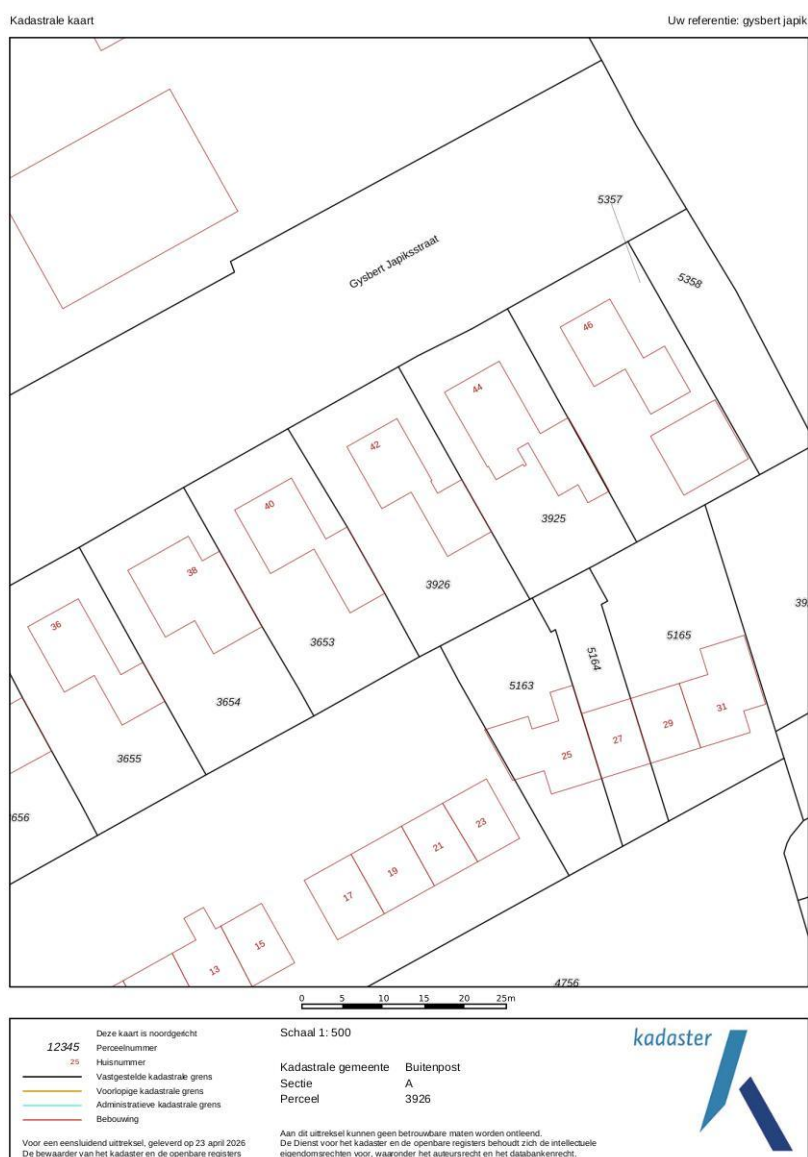 Kadastrale kaart
Uw referentie: gysbert japik
5357
Gysbert Japiksstraat
5358
46
44
42
3925
40
3926
38
39
36
3653
5164
5165
5163
3654
31
29
27
25
3655
656
23
21
19
17
15
13
4756
0 5 10 15 20 25m
Deze kaart is noordgericht
12345 Perceelnummer
25 Huisnummer
Vastgestelde kadastrale grens
Voorlopige kadastrale grens
Administratieve kadastrale grens
Bebouwing
Voor een eensluidend uittreksel, geleverd op 23 april 2026
De bewaarder van het kadaster en de openbare registers
Schaal 1: 500
Kadastrale gemeente Buitenpost
Sectie A
Perceel 3926
Aan dit uittreksel kunnen geen betrouwbare maten worden ontleend.
De Dienst voor het kadaster en de openbare registers behoudt zich de intellectuele
eigendomsrechten voor, waaronder het auteursrecht en het databankenrecht.
kadaster